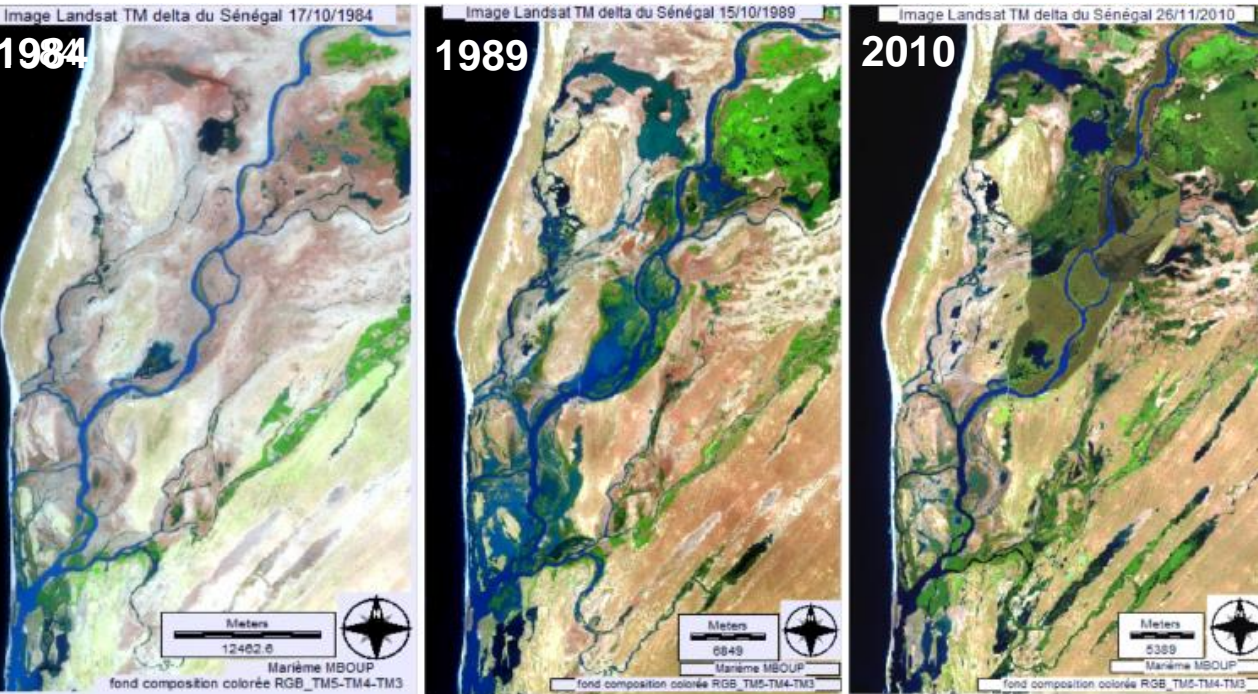 Image Landsat TM delta du Sénégal 17/10/1984
1984
N
Meters
12462.6
Marième MBOUP
fond composition colorée RGB_TM5-TM4-TM3
Image Landsat TM delta du Sénégal 15/10/1989
1989
Meters
6849
Marième MBOUP
fond composition colorée RGB_TM5-TM4-TM3
Image Landsat TM delta du Sénégal 26/11/2010
2010
Meters
5389
Marième MBOUP
fond composition colorée RGB_TM5-TM4-TM3